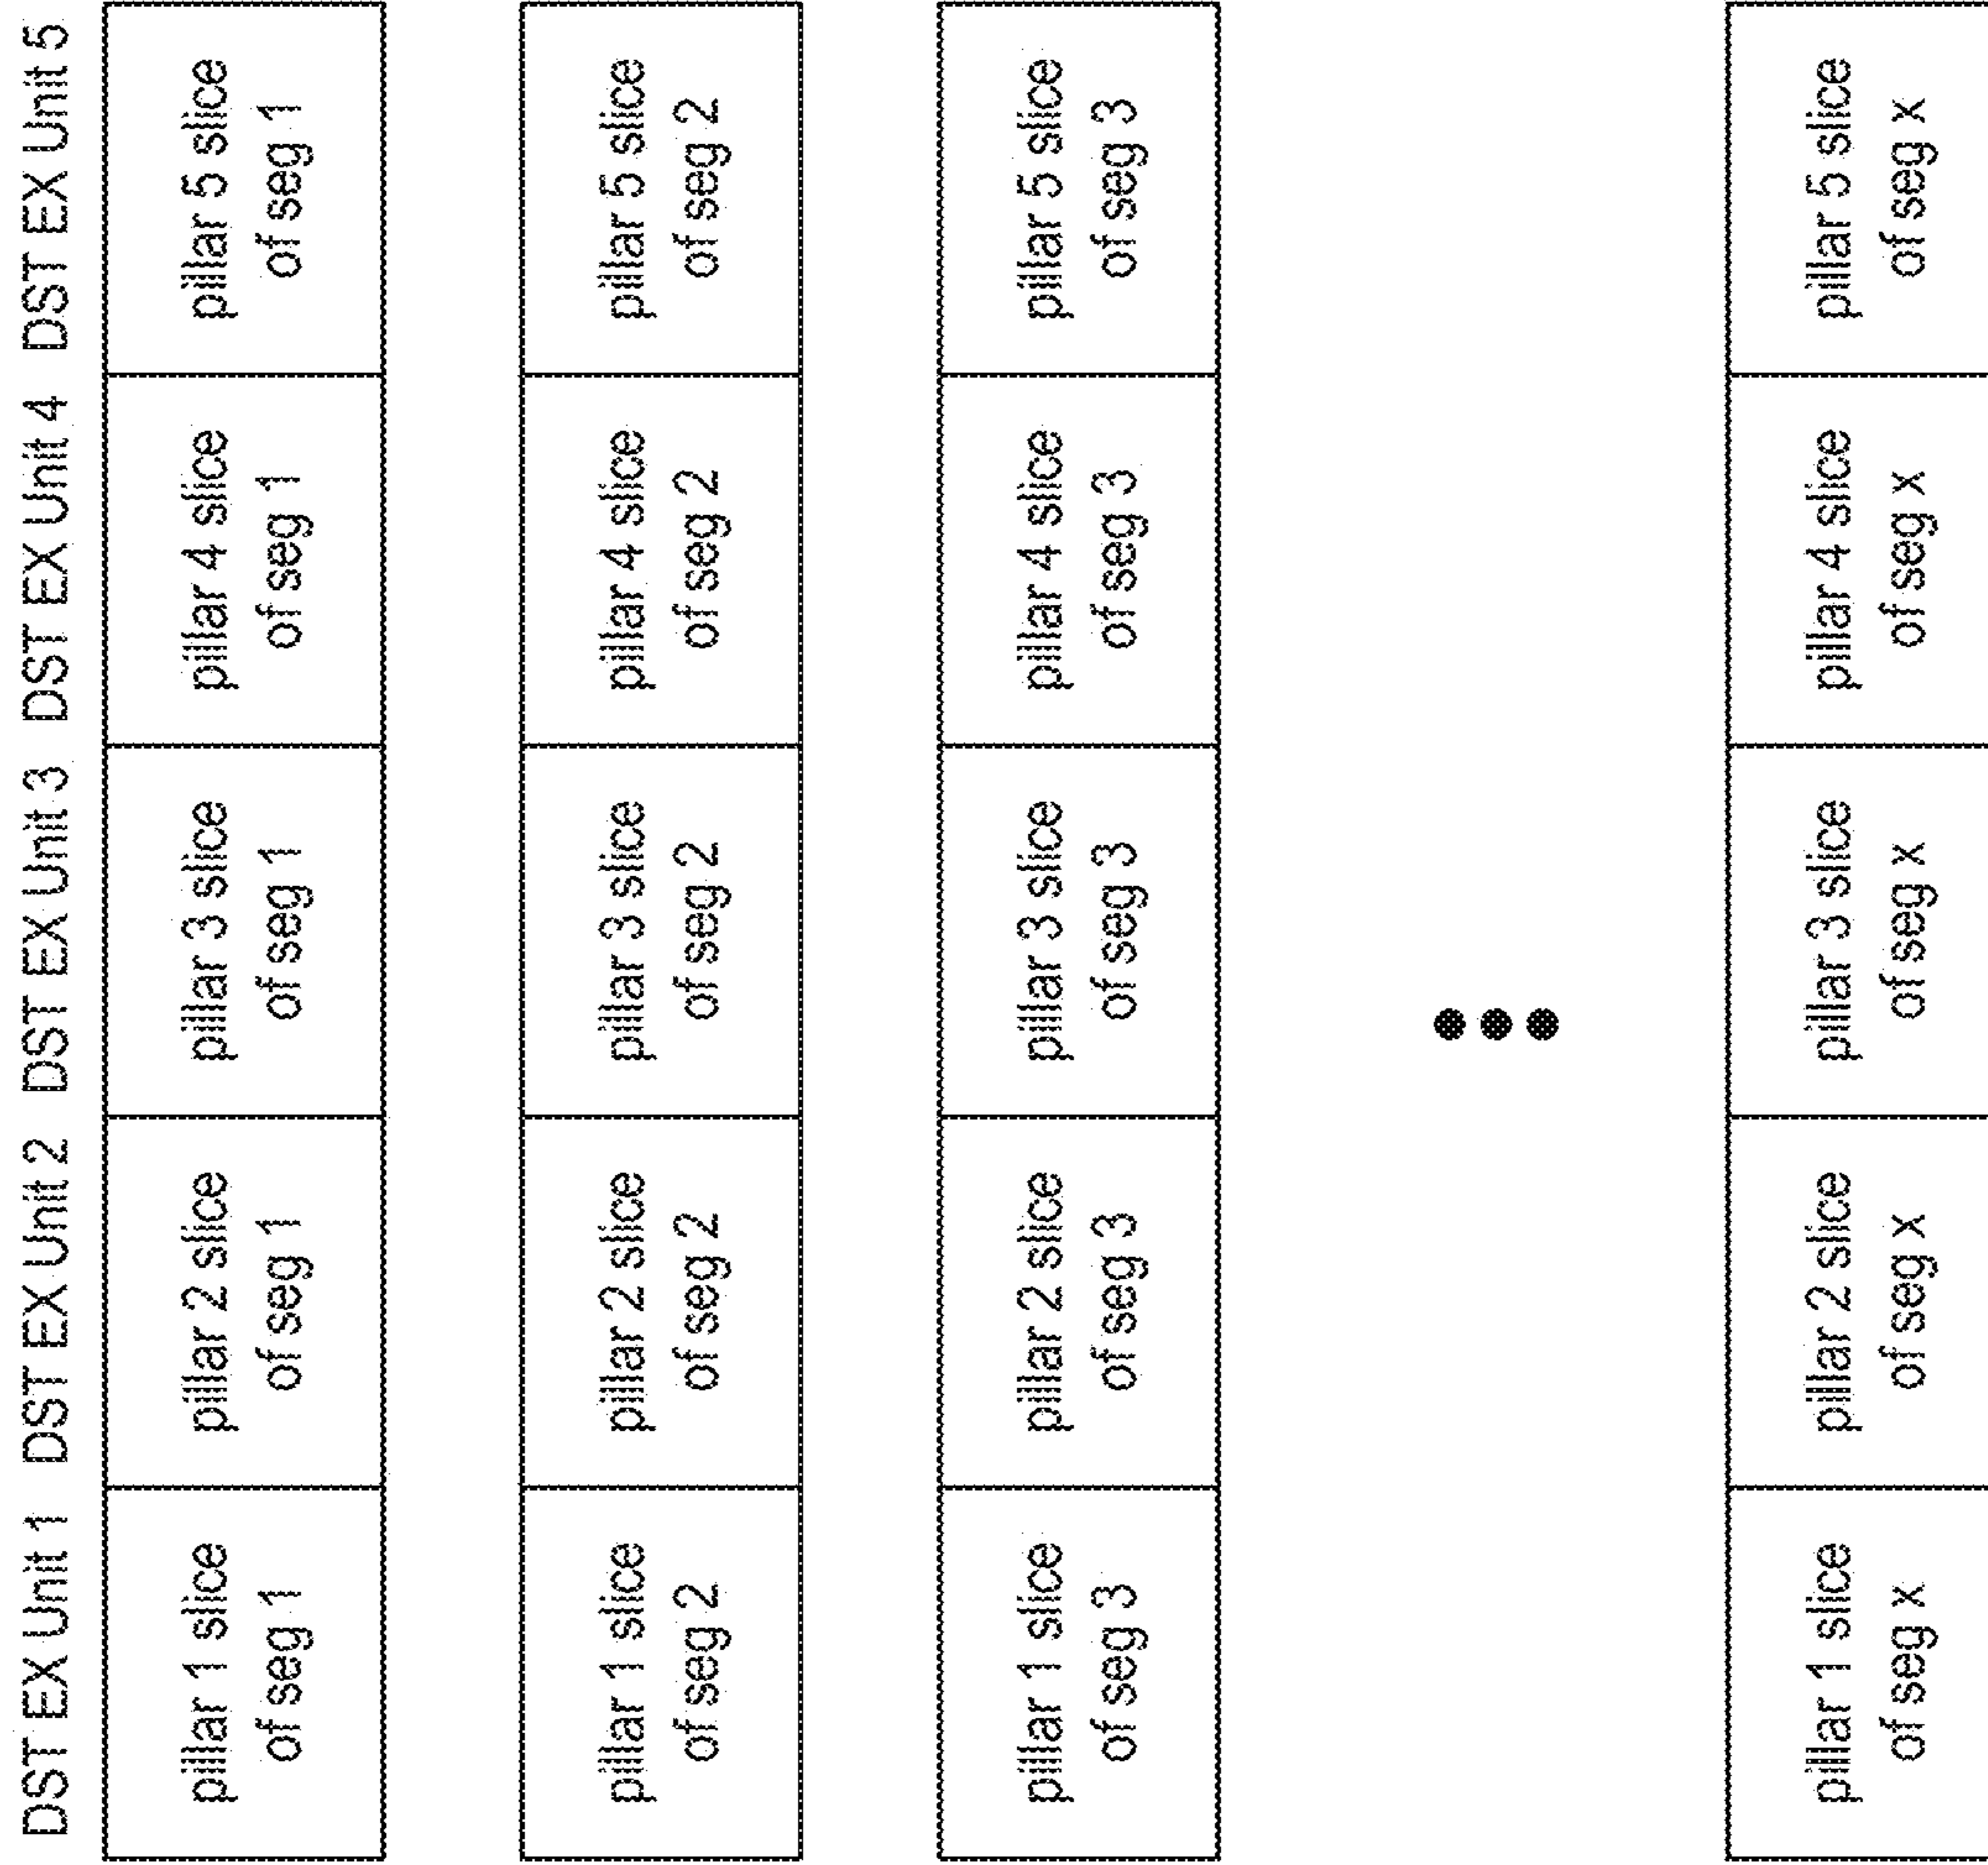 DST EX Unit 1 DST EX Unit 2 DST EX Unit 3 DST EX Unit 4 DST EX Unit 5
pillar 1 slice
of seg 1
pillar 2 slice
of seg 1
pillar 3 slice
of seg 1
pillar 4 slice
of seg 1
pillar 5 slice
of seg 1
pillar 1 slice
of seg 2
pillar 2 slice
of seg 2
pillar 3 slice
of seg 2
pillar 4 slice
of seg 2
pillar 5 slice
of seg 2
pillar 1 slice
of seg 3
pillar 2 slice
of seg 3
pillar 3 slice
of seg 3
pillar 4 slice
of seg 3
pillar 5 slice
of seg 3
pillar 1 slice
of seg x
pillar 2 slice
of seg x
pillar 3 slice
of seg x
pillar 4 slice
of seg x
pillar 5 slice
of seg x